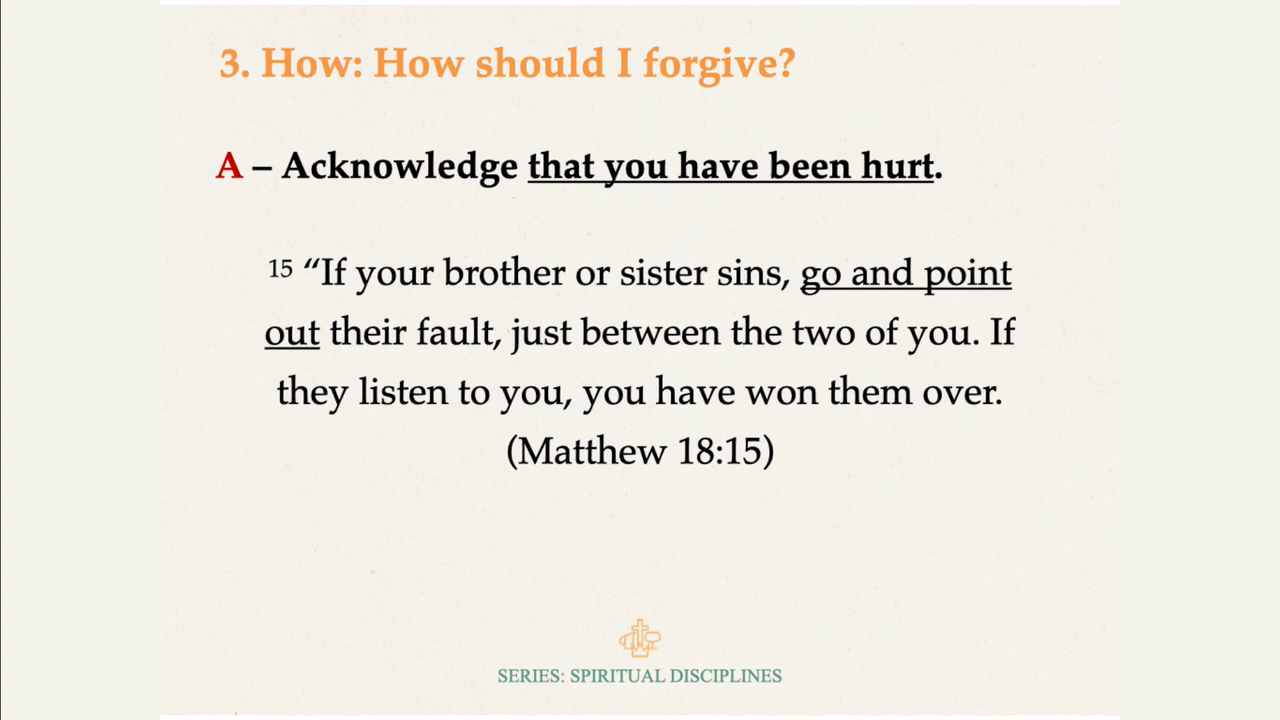 3. How: How should I forgive?
A – Acknowledge that you have been hurt.
15 “If your brother or sister sins, go and point
out their fault, just between the two of you. If
they listen to you, you have won them over.
(Matthew 18:15)
SERIES: SPIRITUAL DISCIPLINES